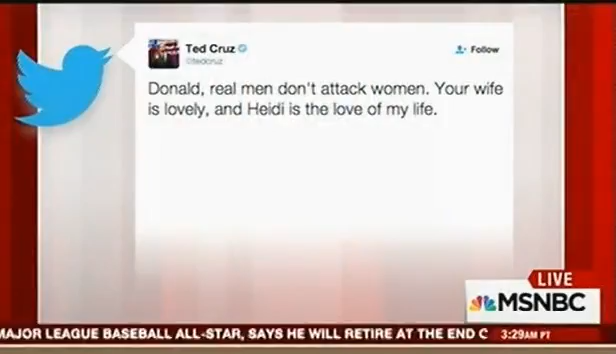 Ted Cruz
@tedcruz
Follow
Donald, real men don't attack women. Your wife
is lovely, and Heidi is the love of my life.
LIVE
MSNBC
MAJOR LEAGUE BASEBALL ALL-STAR, SAYS HE WILL RETIRE AT THE END C
3:29AM PT